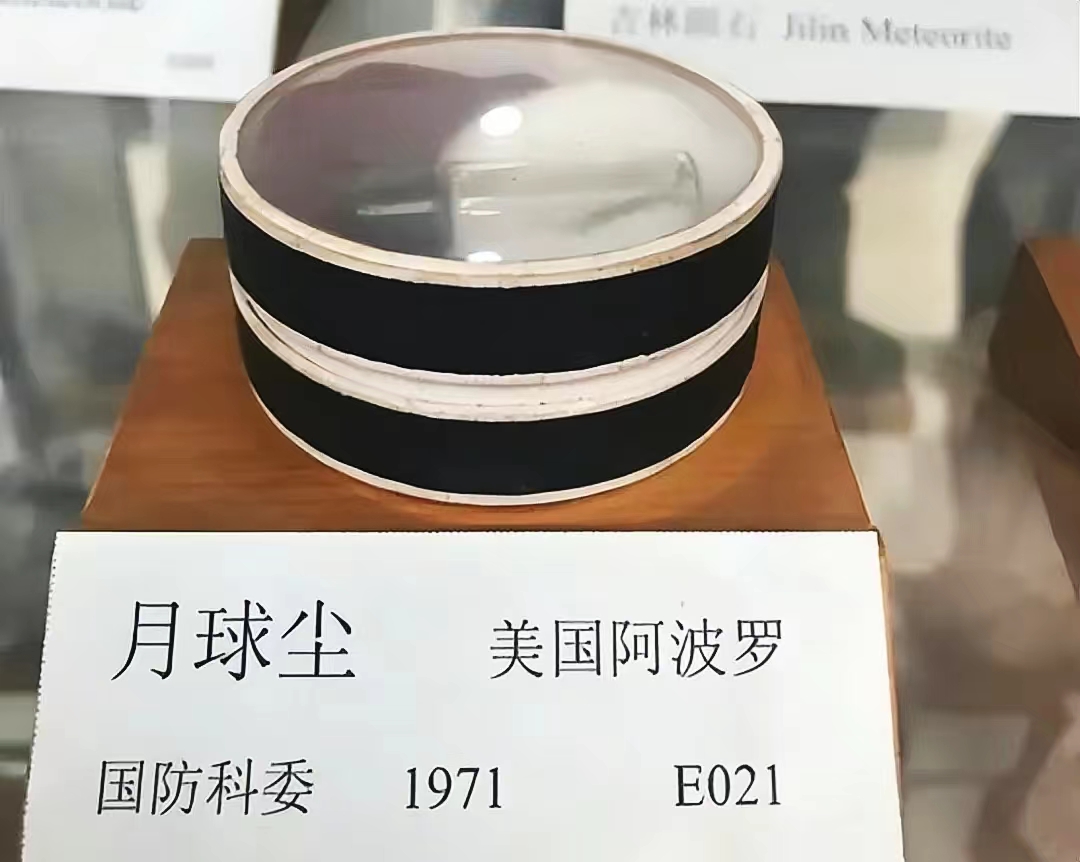 吉林陨石 Jilin Meteorite
月球尘 美国阿波罗
国防科委 1971 E021